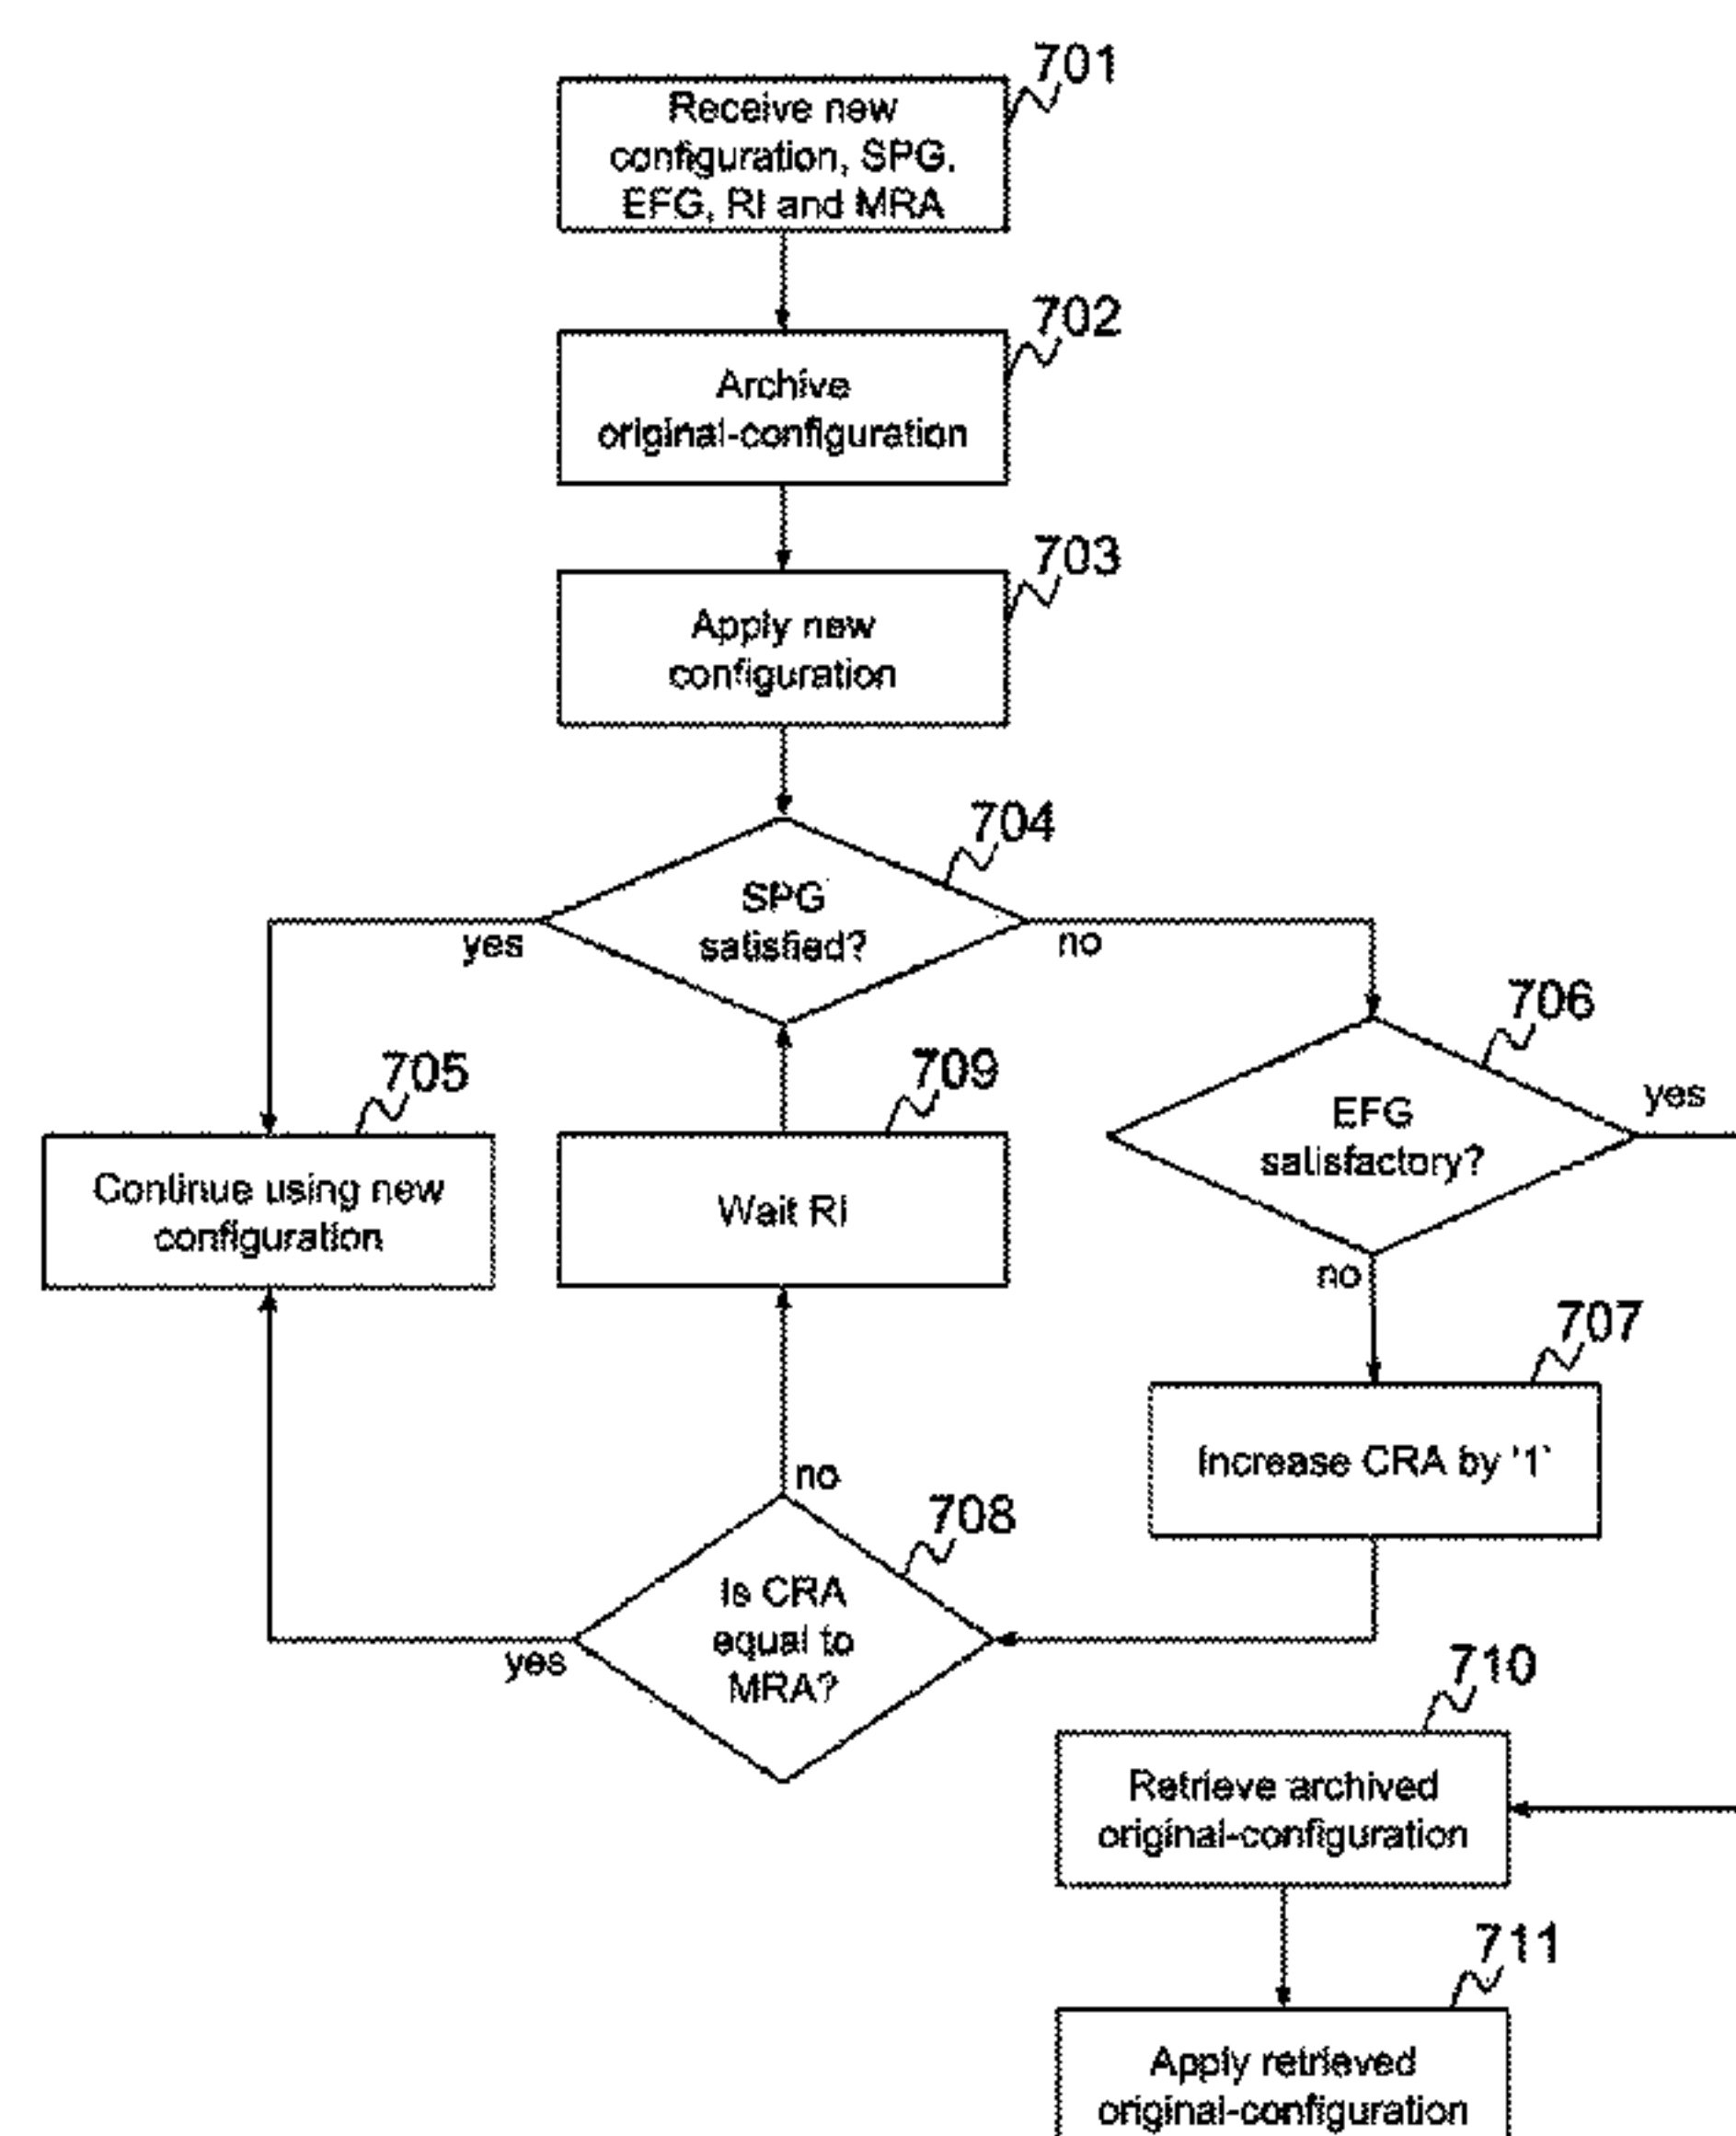 701
Receive new
configuration, SPG,
EFG, RI and MRA
702
Archive
original-configuration
703
Apply new
configuration
704
SPG
satisfied?
yes
no
706
EFG
satisfactory?
yes
no
705
Continue using new
configuration
709
Wait RI
707
Increase CRA by '1'
708
no
Is CRA
equal to
MRA?
yes
710
Retrieve archived
original-configuration
711
Apply retrieved
original-configuration